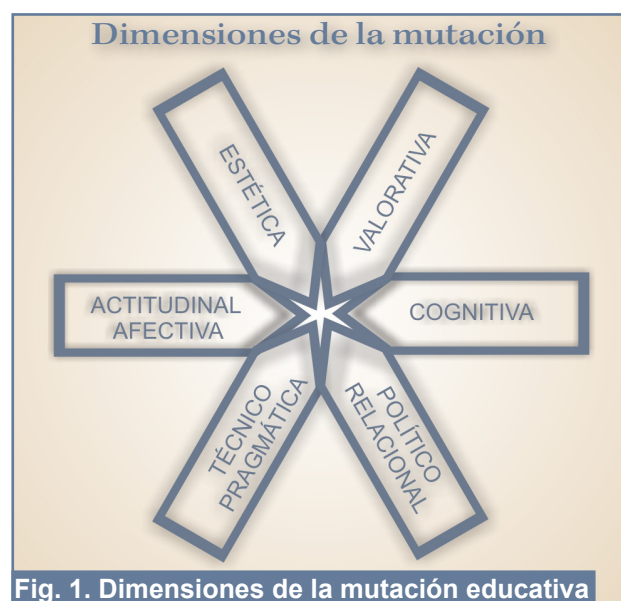 Dimensiones de la mutación
ESTÉTICA
VALORATIVA
ACTITUDINAL
AFECTIVA
COGNITIVA
TÉCNICO
PRAGMÁTICA
POLÍTICO
RELACIONAL
Fig. 1. Dimensiones de la mutación educativa